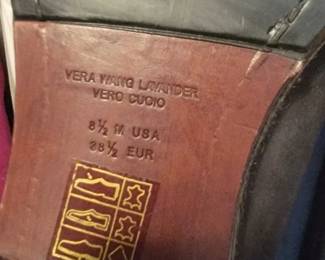 VERA WANG LAVANDER
VERO CUOIO
8½ M USA
38½ EUR